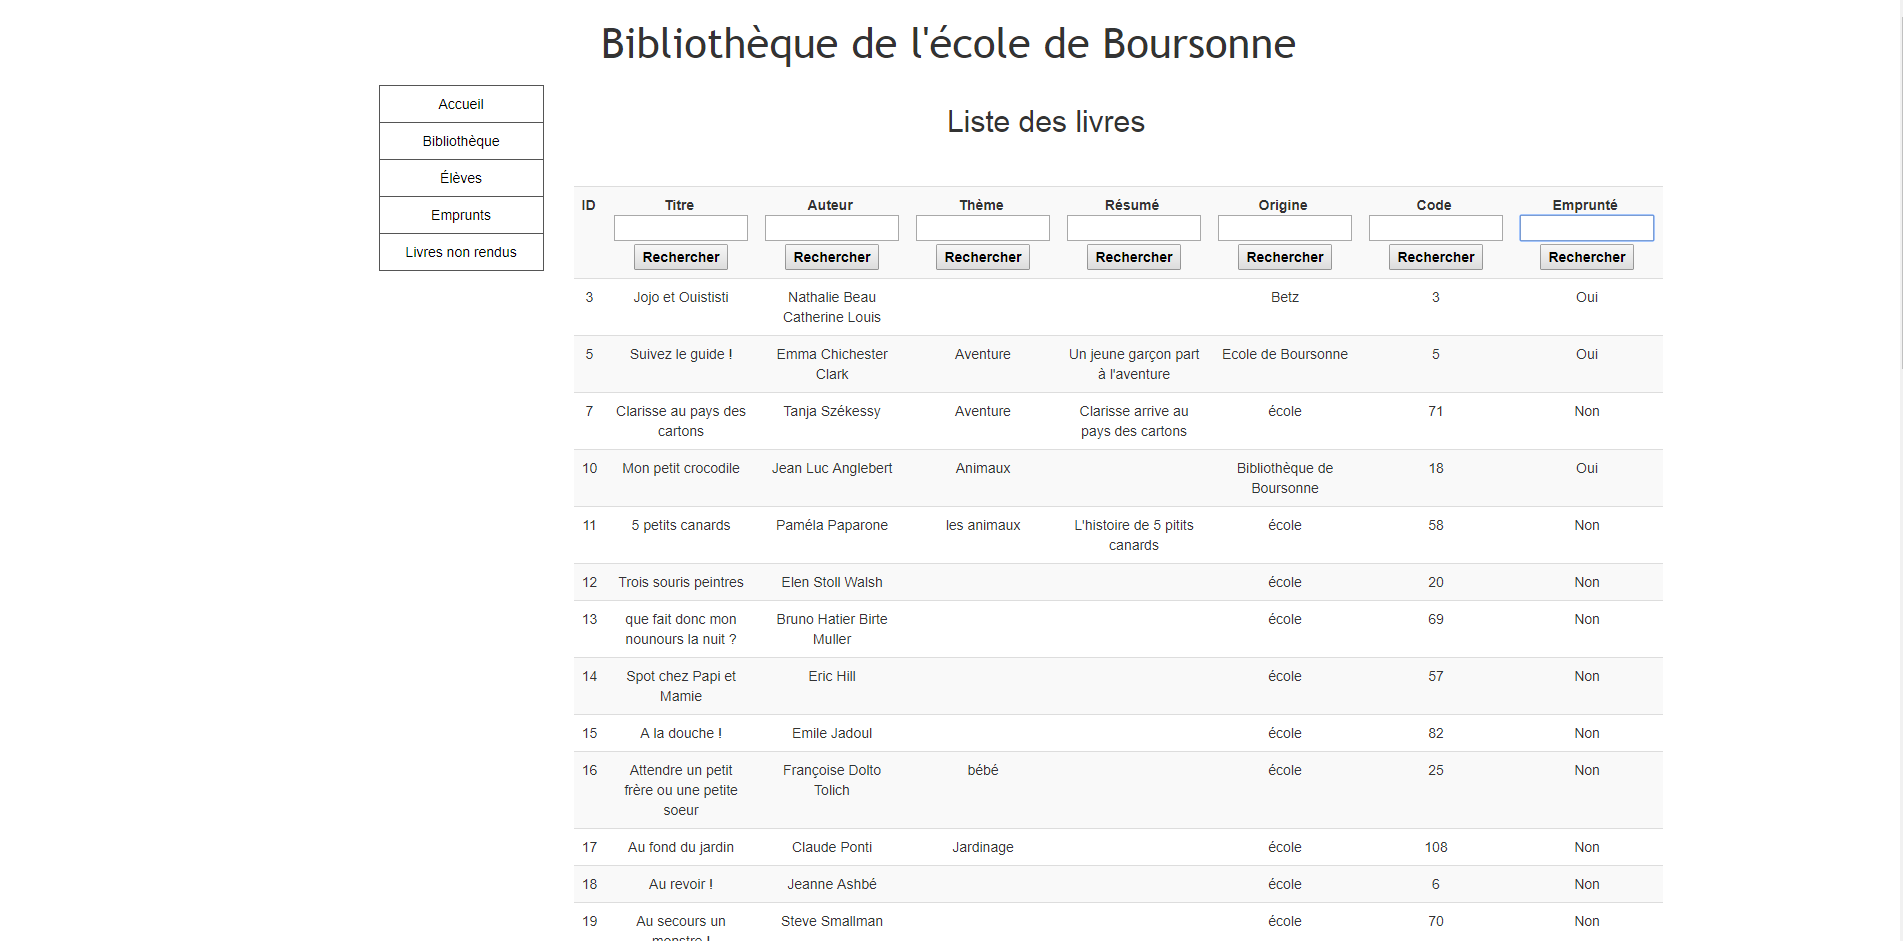 Bibliothèque de l'école de Boursonne
Accueil
Bibliothèque
Élèves
Emprunts
Livres non rendus
Liste des livres
ID Titre Auteur Thème Résumé Origine Code Emprunté
Rechercher Rechercher Rechercher Rechercher Rechercher Rechercher Rechercher
3 Jojo et Ouististi Nathalie Beau Betz 3 Oui
Catherine Louis
5 Suivez le guide ! Emma Chichester Aventure Un jeune garçon part Ecole de Boursonne 5 Oui
Clark à l'aventure
7 Clarisse au pays des Tanja Székessy Aventure Clarisse arrive au école 71 Non
cartons pays des cartons
10 Mon petit crocodile Jean Luc Anglebert Animaux Bibliothèque de 18 Oui
Boursonne
11 5 petits canards Paméla Paparone les animaux L'histoire de 5 pitits école 58 Non
canards
12 Trois souris peintres Elen Stoll Walsh école 20 Non
13 que fait donc mon Bruno Hatier Birte école 69 Non
nounours la nuit ? Muller
14 Spot chez Papi et Eric Hill école 57 Non
Mamie
15 A la douche ! Emile Jadoul école 82 Non
16 Attendre un petit Françoise Dolto bébé école 25 Non
frère ou une petite Tolich
soeur
17 Au fond du jardin Claude Ponti Jardinage école 108 Non
18 Au revoir ! Jeanne Ashbé école 6 Non
19 Au secours un Steve Smallman école 70 Non
monstre !